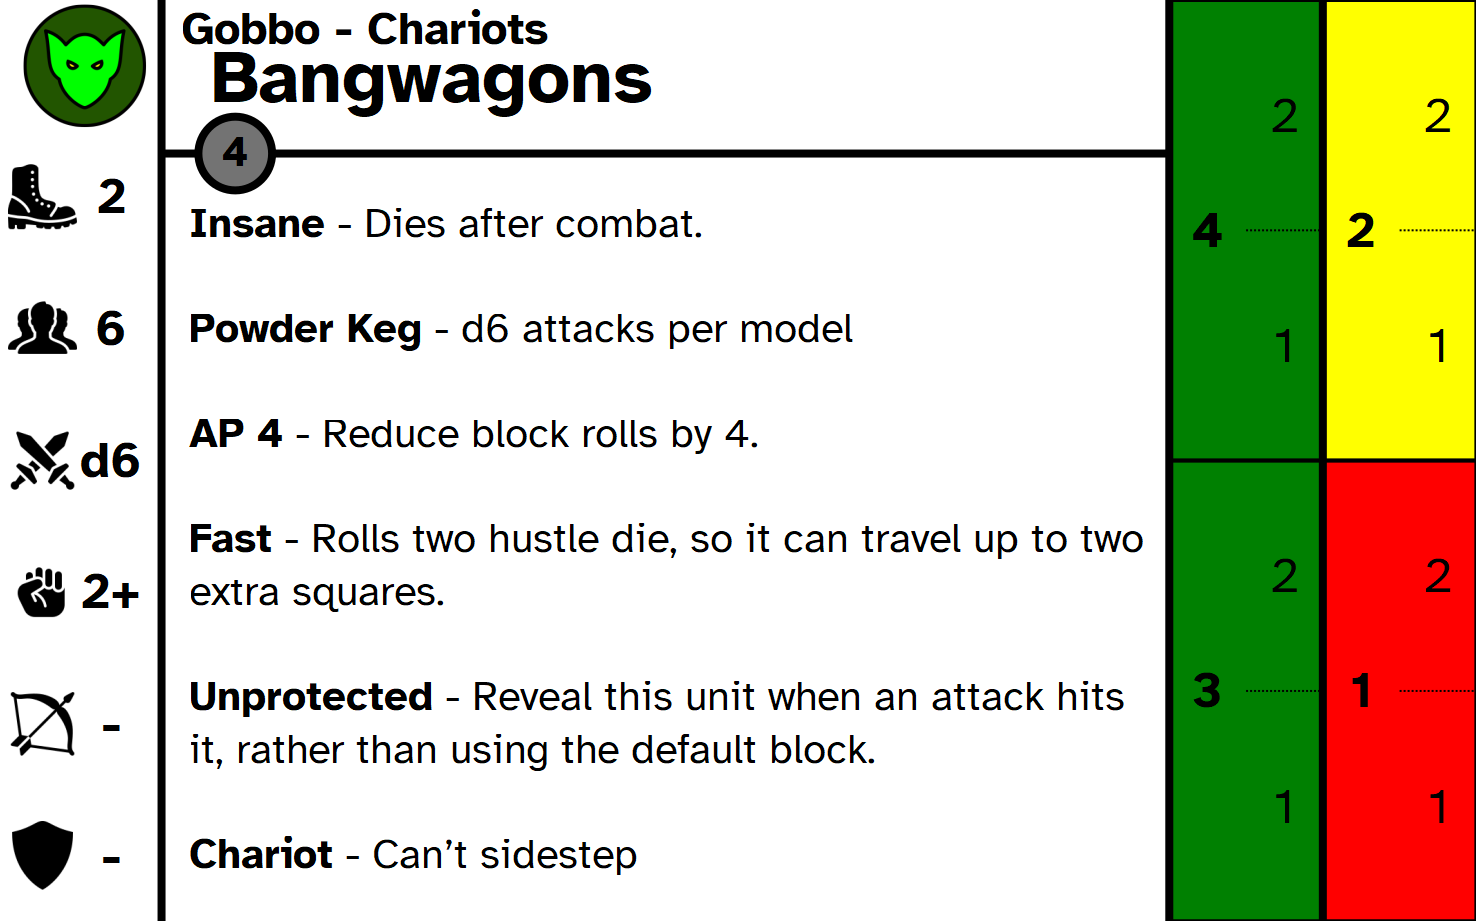 Gobbo - Chariots
Bangwagons
4
2
6
d6
2+
-
-
Insane - Dies after combat.
Powder Keg - d6 attacks per model
AP 4 - Reduce block rolls by 4.
Fast - Rolls two hustle die, so it can travel up to two
extra squares.
Unprotected - Reveal this unit when an attack hits
it, rather than using the default block.
Chariot - Can’t sidestep
4
2
1
2
2
1
3
2
1
1
2
1